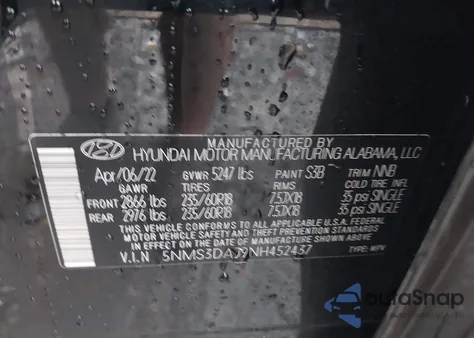 MANUFACTURED BY
HYUNDAI MOTOR MANUFACTURING ALABAMA, LLC
Apr/06/22 GVWR 5247 lbs PAINT S3B TRIM NNB
GAWR TIRES RIMS COLD TIRE INFL
FRONT 2866 lbs 235/60R18 7.5JX18 35 psi SINGLE
REAR 2976 lbs 235/60R18 7.5JX18 35 psi SINGLE
THIS VEHICLE CONFORMS TO ALL APPLICABLE U.S.A. FEDERAL
MOTOR VEHICLE SAFETY AND BUMPER STANDARDS
IN EFFECT ON THE DATE OF MANUFACTURE SHOWN ABOVE.
V.I.N TYPE: MPV
autoSnap